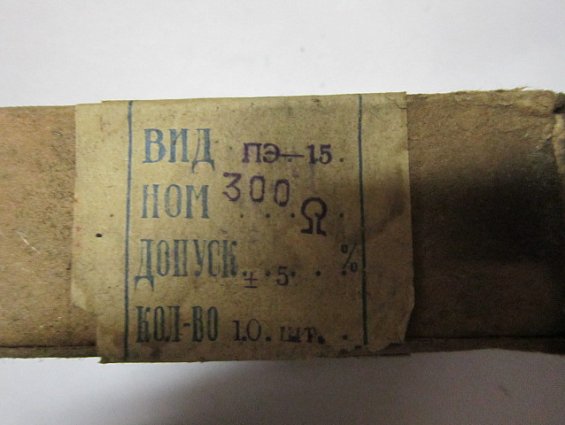 ВИД ПЭ-15.
НОМ 300 Ω
ДОПУСК ± 5 %
КОЛ-ВО 10 шт.